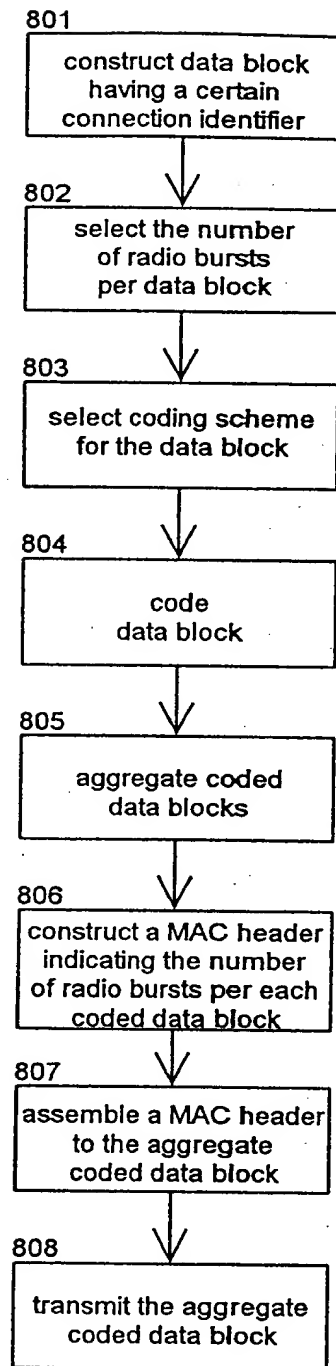 801
construct data block
having a certain
connection identifier
802
select the number
of radio bursts
per data block
803
select coding scheme
for the data block
804
code
data block
805
aggregate coded
data blocks
806
construct a MAC header
indicating the number
of radio bursts per each
coded data block
807
assemble a MAC header
to the aggregate
coded data block
808
transmit the aggregate
coded data block